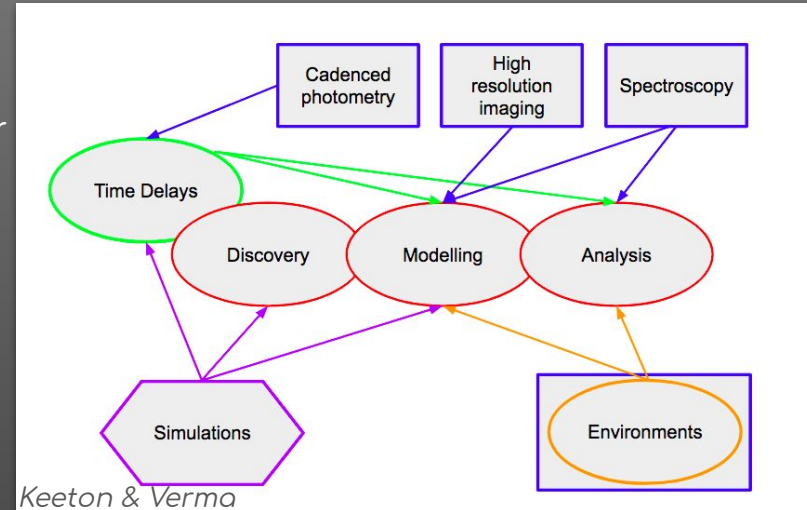 Cadenced
photometry
High
resolution
imaging
Spectroscopy
Time Delays
Discovery
Modelling
Analysis
Simulations
Environments
Keeton & Verma